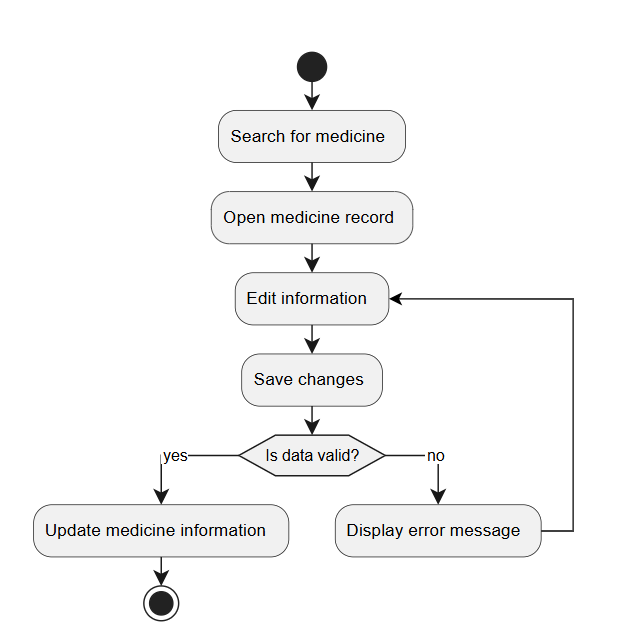 Search for medicine
Open medicine record
Edit information
Save changes
Is data valid?
yes
no
Update medicine information
Display error message